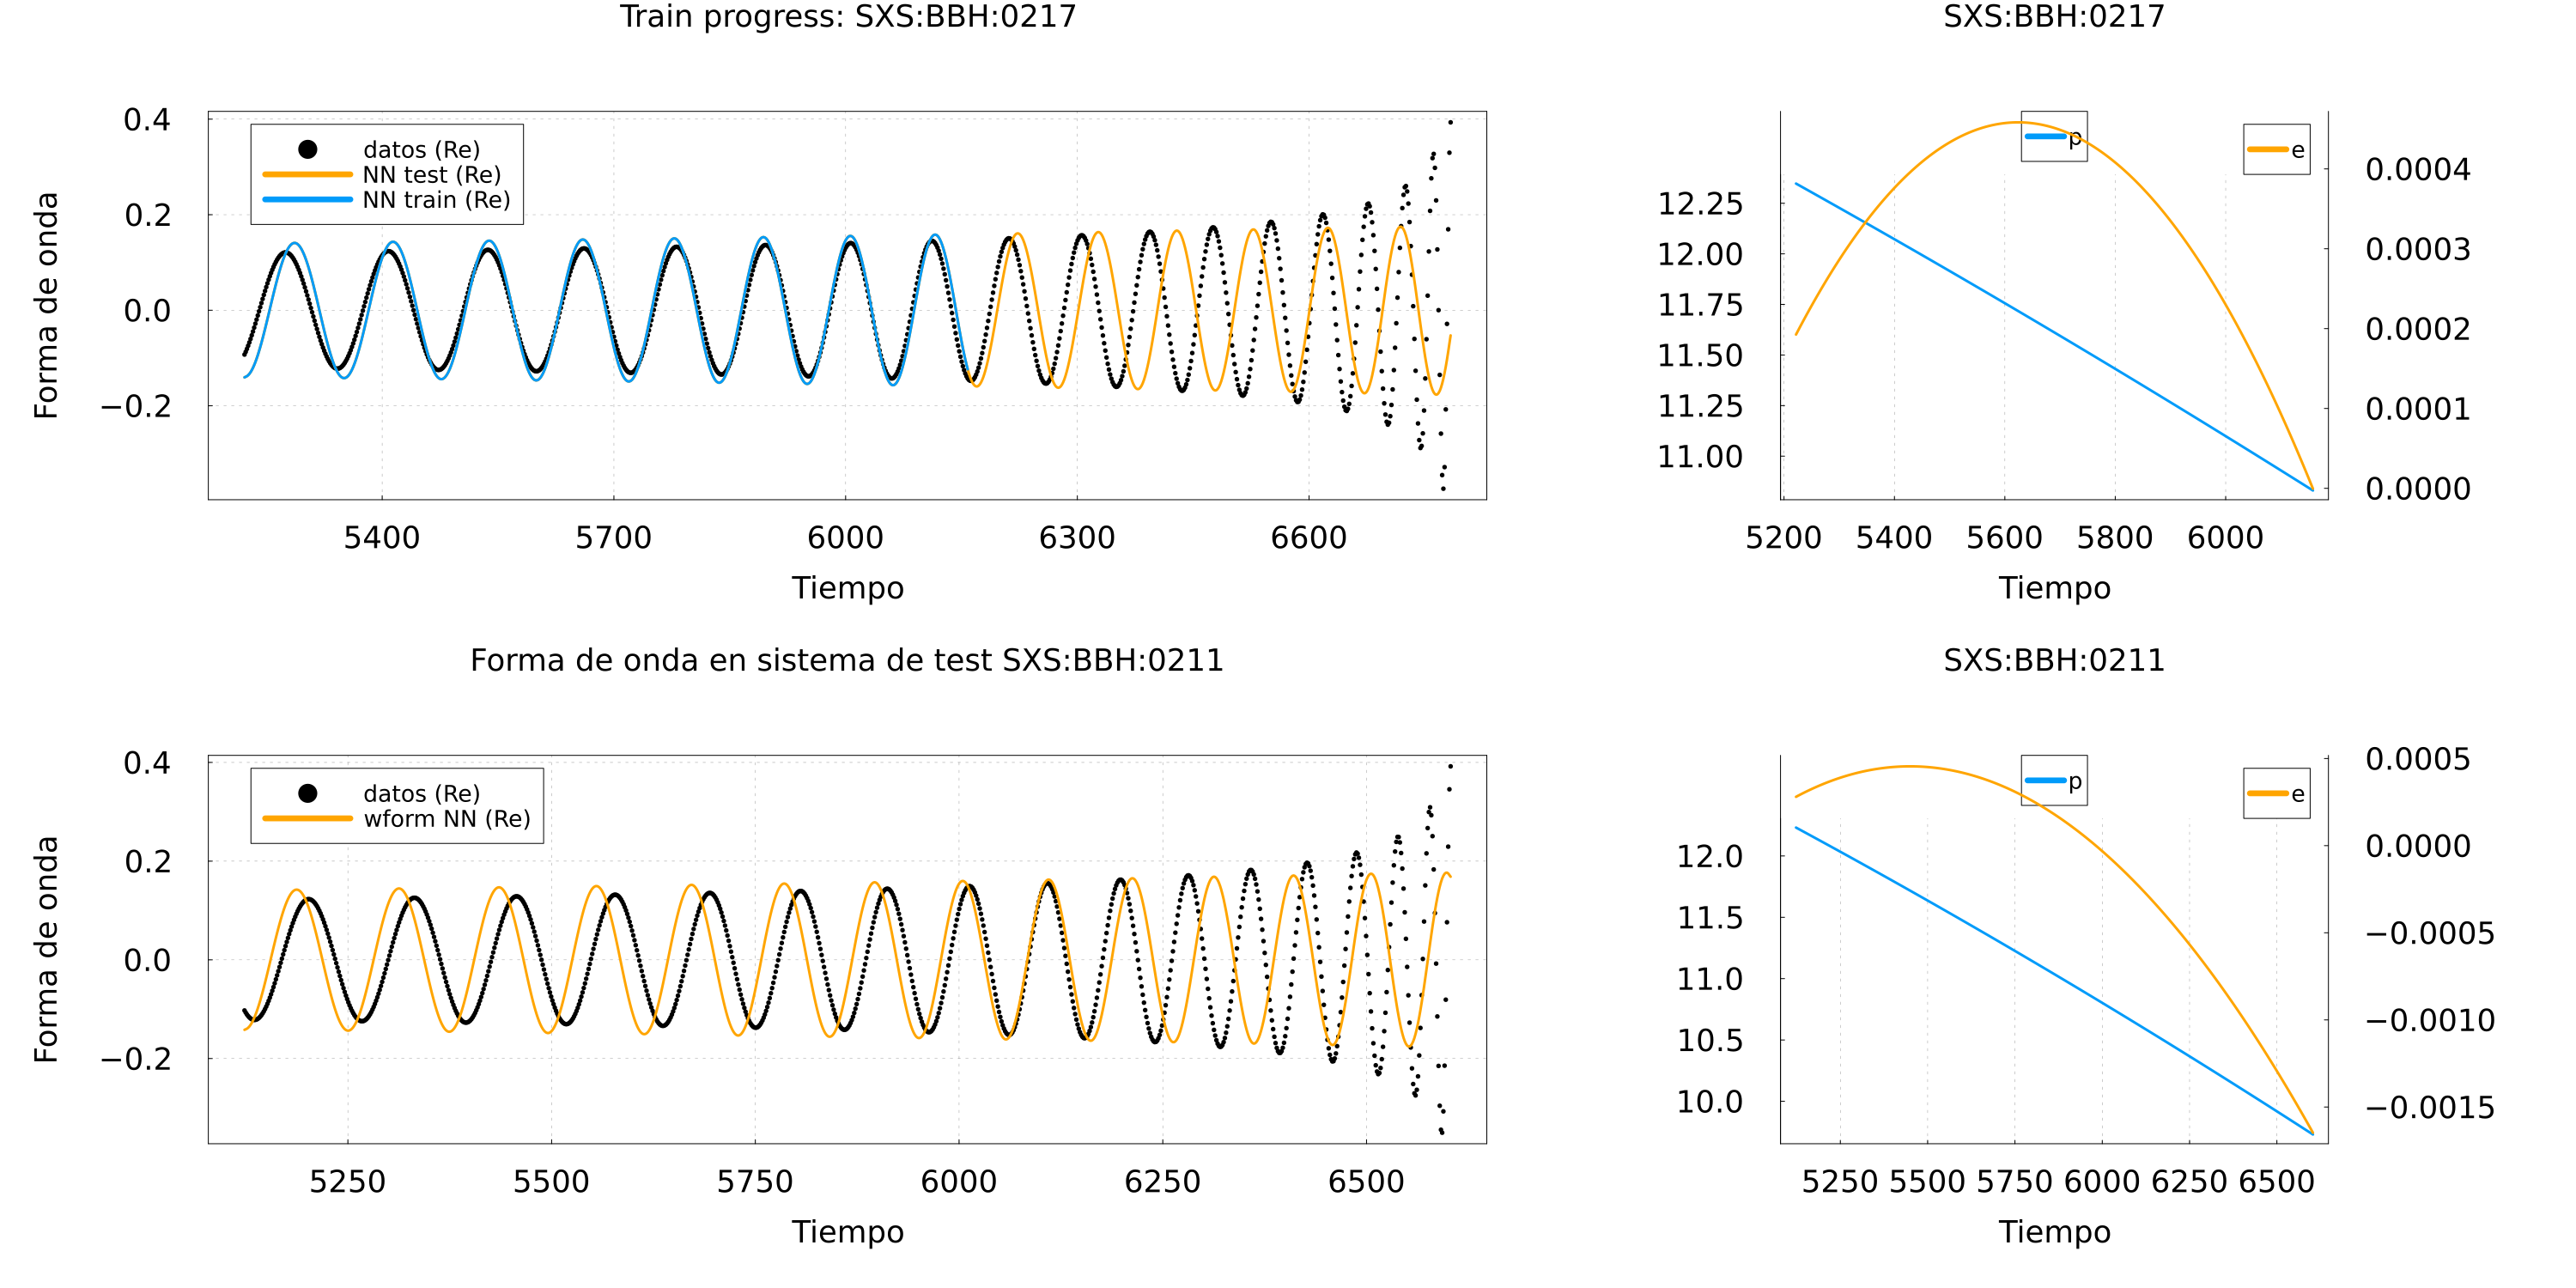 Train progress: SXS:BBH:0217
0.4
0.2
0.0
−0.2
Forma de onda
datos (Re)
NN test (Re)
NN train (Re)
5400 5700 6000 6300 6600
Tiempo
SXS:BBH:0217
12.25
12.00
11.75
11.50
11.25
11.00
p
e
0.0004
0.0003
0.0002
0.0001
0.0000
5200 5400 5600 5800 6000
Tiempo
Forma de onda en sistema de test SXS:BBH:0211
0.4
0.2
0.0
−0.2
Forma de onda
datos (Re)
wform NN (Re)
5250 5500 5750 6000 6250 6500
Tiempo
SXS:BBH:0211
12.0
11.5
11.0
10.5
10.0
p
e
0.0005
0.0000
−0.0005
−0.0010
−0.0015
5250 5500 5750 6000 6250 6500
Tiempo